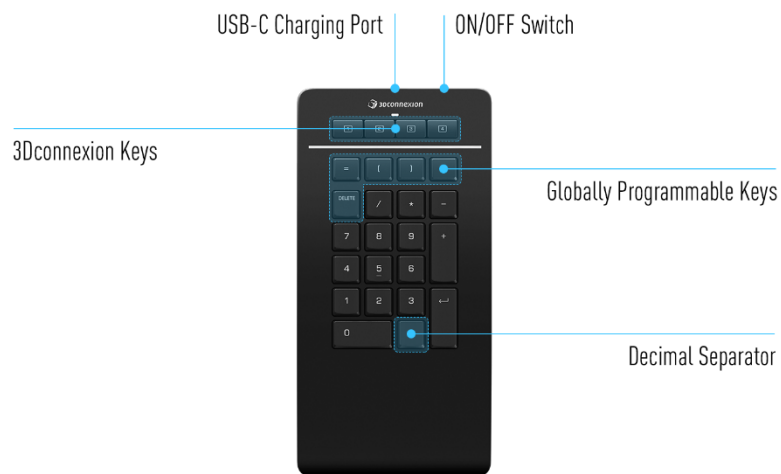 USB-C Charging Port
ON/OFF Switch
3Dconnexion
1 2 3 4
3Dconnexion Keys
= ( )
Globally Programmable Keys
DELETE / * -
7 8 9 +
4 5 6
1 2 3
0
Decimal Separator